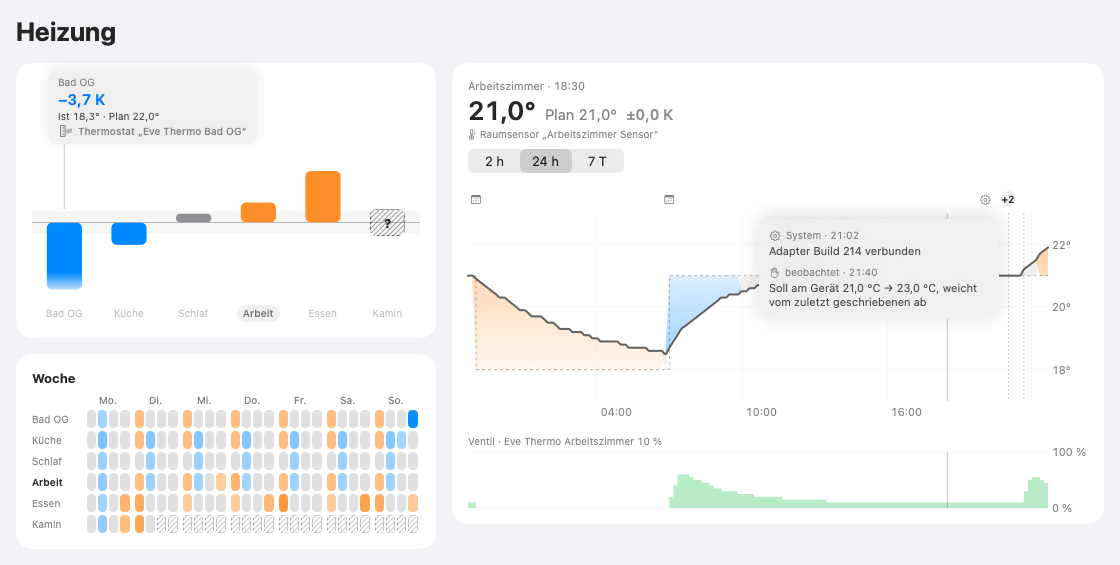 Heizung
Bad OG
–3,7 K
Ist 18,3° · Plan 22,0°
Thermostat „Eve Thermo Bad OG“
?
Bad OG
Küche
Schlaf
Arbeit
Essen
Kamin
Woche
Mo.
Di.
Mi.
Do.
Fr.
Sa.
So.
Bad OG
Küche
Schlaf
Arbeit
Essen
Kamin
Arbeitszimmer · 18:30
21,0° Plan 21,0° ±0,0 K
Raumsensor „Arbeitszimmer Sensor“
2 h
24 h
7 T
+2
System · 21:02
Adapter Build 214 verbunden
beobachtet · 21:40
Soll am Gerät 21,0 °C → 23,0 °C, weicht
vom zuletzt geschriebenen ab
22°
20°
18°
04:00
10:00
16:00
Ventil · Eve Thermo Arbeitszimmer 10 %
100 %
0 %